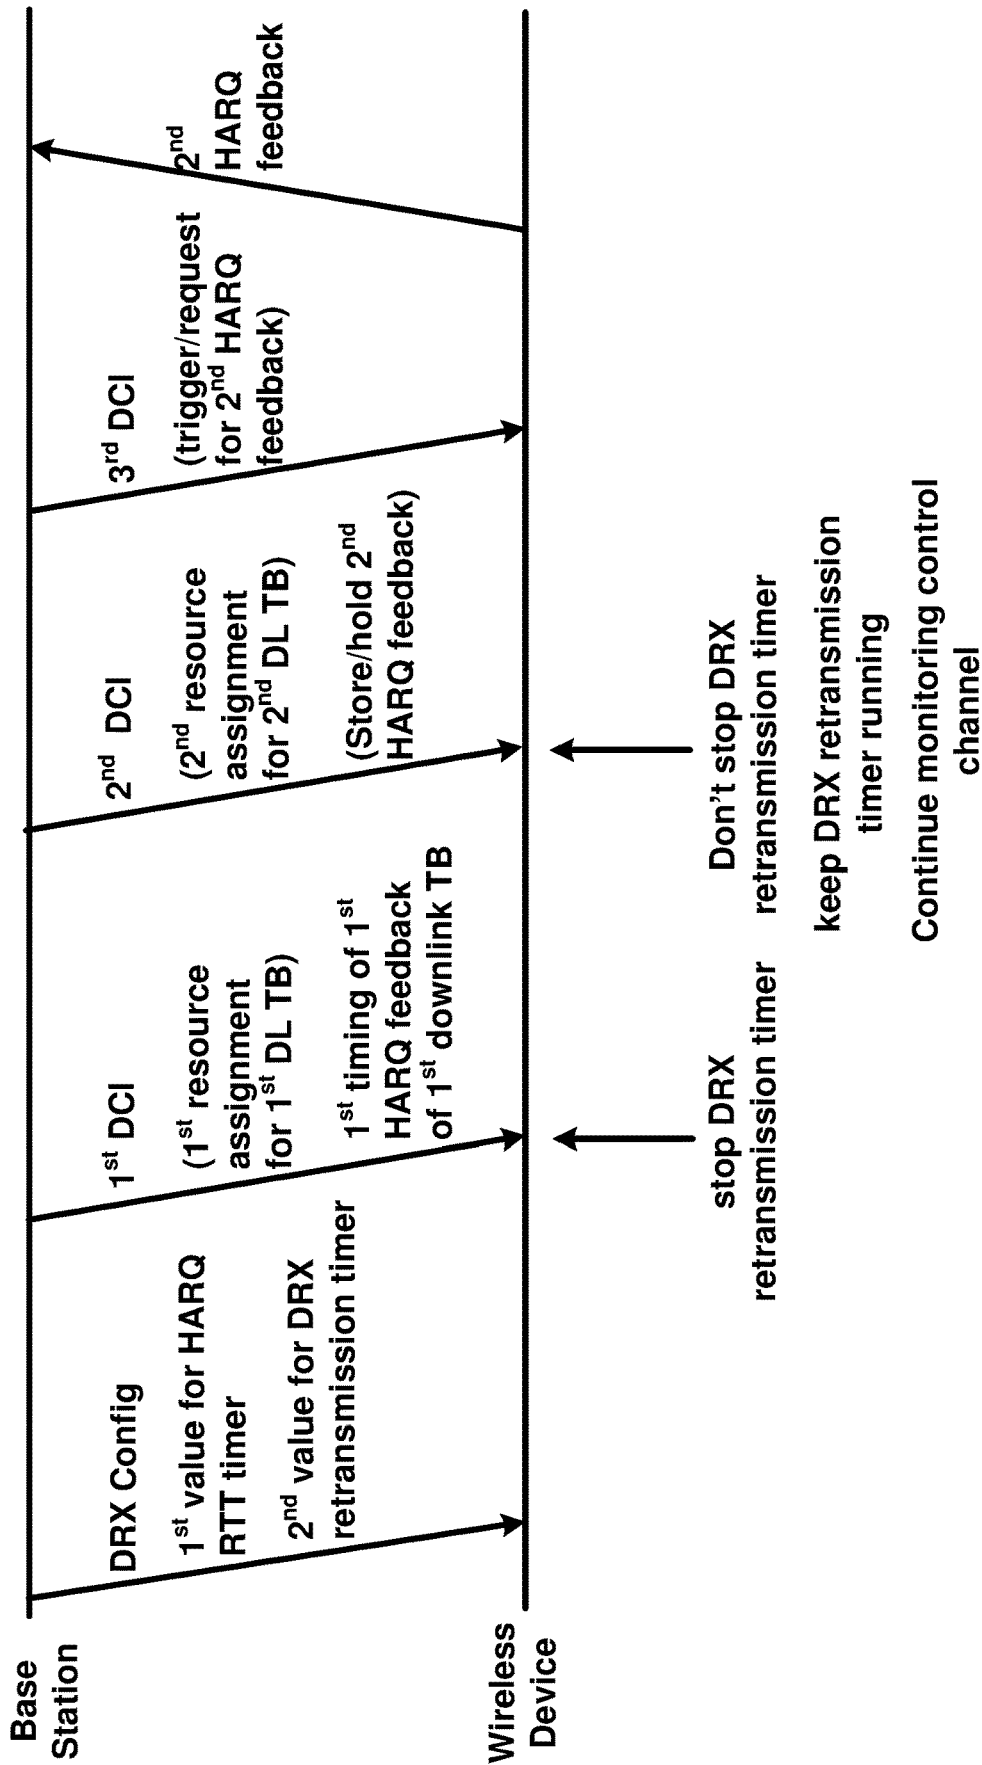 Base
Station
Wireless
Device
DRX Config
1st value for HARQ
RTT timer
2nd value for DRX
retransmission timer
1st DCI
(1st resource
assignment
for 1st DL TB)
1st timing of 1st
HARQ feedback
of 1st downlink TB
2nd DCI
(2nd resource
assignment
for 2nd DL TB)
(Store/hold 2nd
HARQ feedback)
3rd DCI
(trigger/request
for 2nd HARQ
feedback)
2nd
HARQ
feedback
stop DRX
retransmission timer
Don't stop DRX
retransmission timer
keep DRX retransmission
timer running
Continue monitoring control
channel